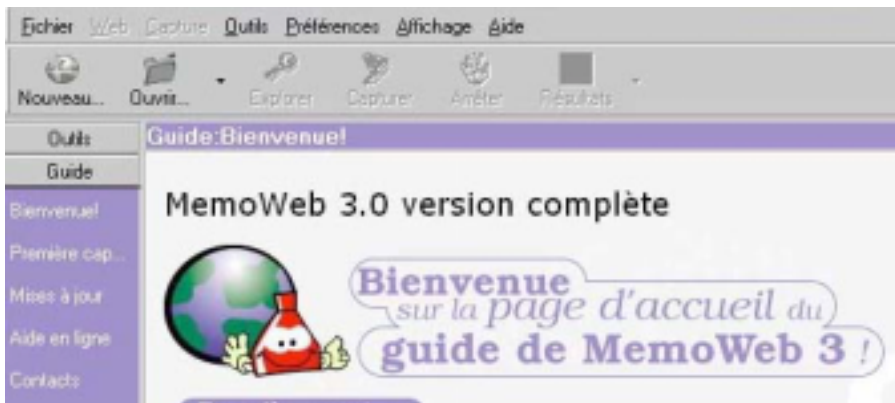 Fichier Web Capture Outils Préférences Affichage Aide
Nouveau... Ouvrir... Explorer Capturer Arrêter Résultats
Outils
Guide:Bienvenue!
Guide
Bienvenue!
Première cap...
Mises à jour
Aide en ligne
Contacts
MemoWeb 3.0 version complète
Bienvenue
sur la page d'accueil du
guide de MemoWeb 3 !